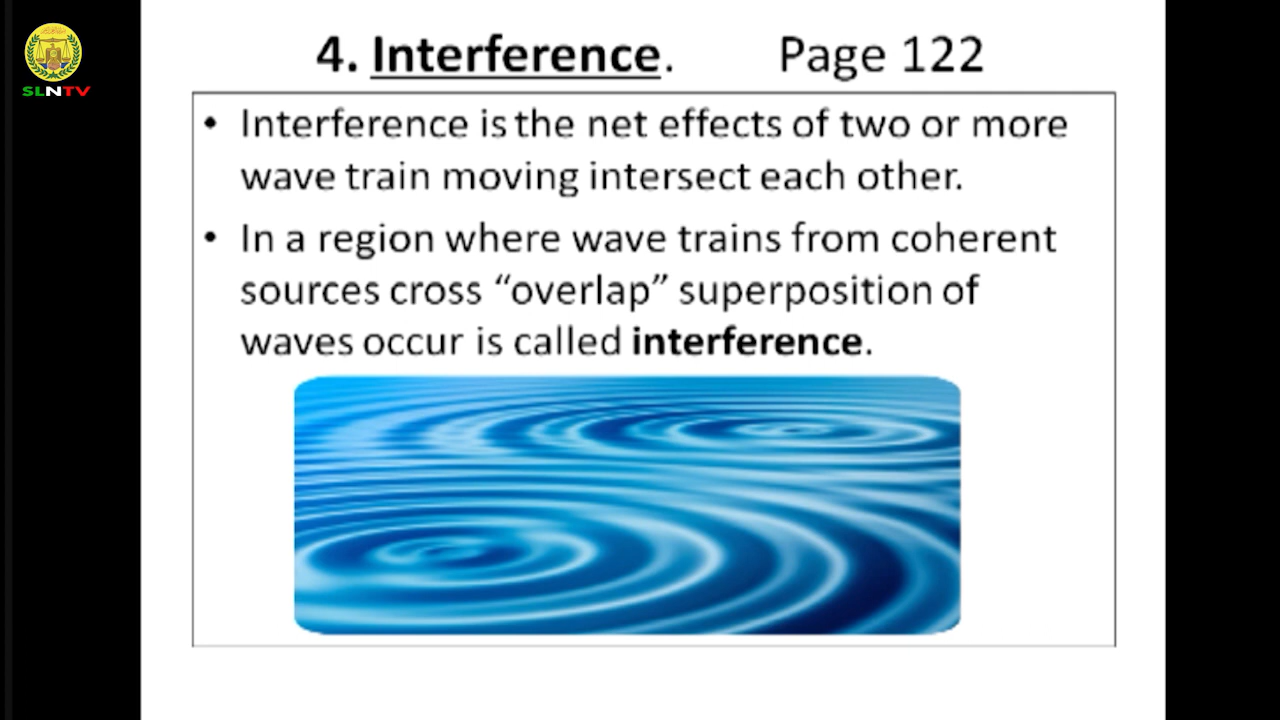 SLNTV
4. Interference. Page 122
• Interference is the net effects of two or more
wave train moving intersect each other.
• In a region where wave trains from coherent
sources cross “overlap” superposition of
waves occur is called interference.